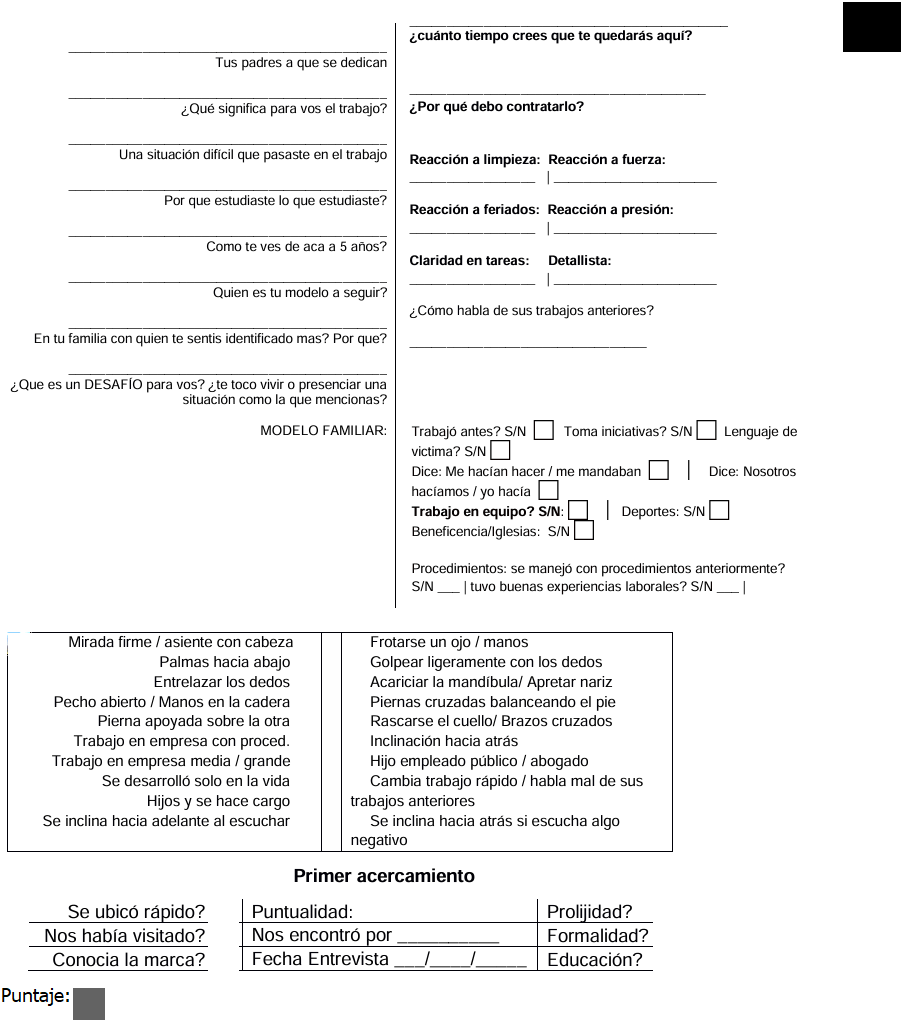 Tus padres a que se dedican
¿Qué significa para vos el trabajo?
Una situación difícil que pasaste en el trabajo
Por que estudiaste lo que estudiaste?
Como te ves de aca a 5 años?
Quien es tu modelo a seguir?
En tu familia con quien te sentis identificado mas? Por que?
¿Que es un DESAFÍO para vos? ¿te toco vivir o presenciar una
situación como la que mencionas?
MODELO FAMILIAR:
¿cuánto tiempo crees que te quedarás aquí?
¿Por qué debo contratarlo?
Reacción a limpieza: Reacción a fuerza:
Reacción a feriados: Reacción a presión:
Claridad en tareas: Detallista:
¿Cómo habla de sus trabajos anteriores?
Trabajó antes? S/N Toma iniciativas? S/N Lenguaje de
victima? S/N
Dice: Me hacían hacer / me mandaban | Dice: Nosotros
hacíamos / yo hacía
Trabajo en equipo? S/N: | Deportes: S/N
Beneficencia/Iglesias: S/N
Procedimientos: se manejó con procedimientos anteriormente?
S/N ___ | tuvo buenas experiencias laborales? S/N ___ |
Mirada firme / asiente con cabeza
Palmas hacia abajo
Entrelazar los dedos
Pecho abierto / Manos en la cadera
Pierna apoyada sobre la otra
Trabajo en empresa con proced.
Trabajo en empresa media / grande
Se desarrolló solo en la vida
Hijos y se hace cargo
Se inclina hacia adelante al escuchar
Frotarse un ojo / manos
Golpear ligeramente con los dedos
Acariciar la mandíbula/ Apretar nariz
Piernas cruzadas balanceando el pie
Rascarse el cuello/ Brazos cruzados
Inclinación hacia atrás
Hijo empleado público / abogado
Cambia trabajo rápido / habla mal de sus
trabajos anteriores
Se inclina hacia atrás si escucha algo
negativo
Primer acercamiento
Se ubicó rápido?
Nos había visitado?
Conocia la marca?
Puntualidad:
Nos encontró por __________
Fecha Entrevista ___/____/_____
Prolijidad?
Formalidad?
Educación?
Puntaje: